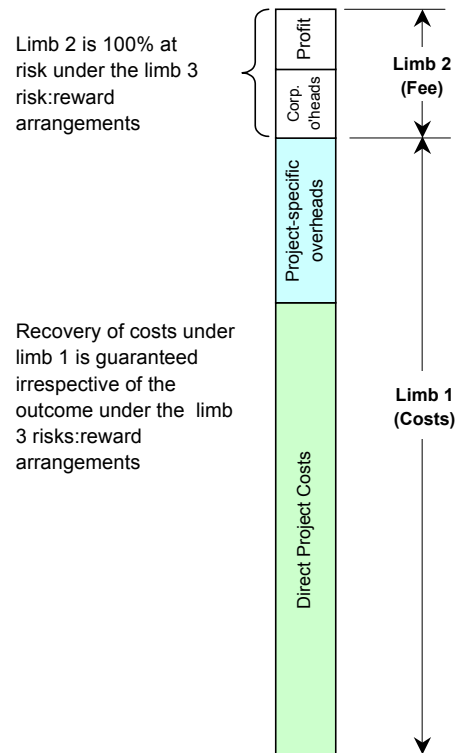 Limb 2 is 100% at
risk under the limb 3
risk:reward
arrangements
Profit
Corp.
o'heads
Limb 2
(Fee)
Project-specific
overheads
Recovery of costs under
limb 1 is guaranteed
irrespective of the
outcome under the limb
3 risks:reward
arrangements
Direct Project Costs
Limb 1
(Costs)